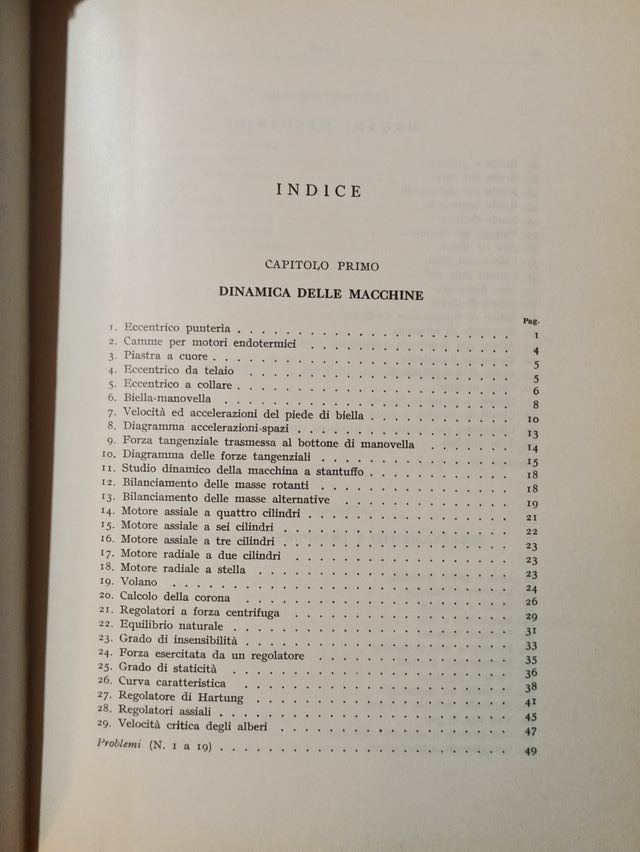 INDICE
CAPITOLO PRIMO
DINAMICA DELLE MACCHINE
Pag.
1. Eccentrico punteria . . . . . . . . . . . . . . . . . . . . 1
2. Camme per motori endotermici . . . . . . . . . . . . . . . . 4
3. Piastra a cuore . . . . . . . . . . . . . . . . . . . . 5
4. Eccentrico da telaio . . . . . . . . . . . . . . . . . . . . 5
5. Eccentrico a collare . . . . . . . . . . . . . . . . . . . . 6
6. Biella-manovella . . . . . . . . . . . . . . . . . . . . 8
7. Velocità ed accelerazioni del piede di biella . . . . . . . . . . . . 10
8. Diagramma accelerazioni-spazi . . . . . . . . . . . . . . . . 13
9. Forza tangenziale trasmessa al bottone di manovella . . . . . . . . 14
10. Diagramma delle forze tangenziali . . . . . . . . . . . . . . . 15
11. Studio dinamico della macchina a stantuffo . . . . . . . . . . . . 18
12. Bilanciamento delle masse rotanti . . . . . . . . . . . . . . 18
13. Bilanciamento delle masse alternative . . . . . . . . . . . . . 19
14. Motore assiale a quattro cilindri . . . . . . . . . . . . . . . . 21
15. Motore assiale a sei cilindri . . . . . . . . . . . . . . . . . 22
16. Motore assiale a tre cilindri . . . . . . . . . . . . . . . . . 23
17. Motore radiale a due cilindri . . . . . . . . . . . . . . . . 23
18. Motore radiale a stella . . . . . . . . . . . . . . . . . . 23
19. Volano . . . . . . . . . . . . . . . . . . . . . . 24
20. Calcolo della corona . . . . . . . . . . . . . . . . . . . 26
21. Regolatori a forza centrifuga . . . . . . . . . . . . . . . . 29
22. Equilibrio naturale . . . . . . . . . . . . . . . . . . . 31
23. Grado di insensibilità . . . . . . . . . . . . . . . . . . . 33
24. Forza esercitata da un regolatore . . . . . . . . . . . . . . 35
25. Grado di staticità . . . . . . . . . . . . . . . . . . . . 36
26. Curva caratteristica . . . . . . . . . . . . . . . . . . . 38
27. Regolatore di Hartung . . . . . . . . . . . . . . . . . . 41
28. Regolatori assiali . . . . . . . . . . . . . . . . . . . . 45
29. Velocità critica degli alberi . . . . . . . . . . . . . . . . 47
Problemi (N. 1 a 19) . . . . . . . . . . . . . . . . . . . . 49